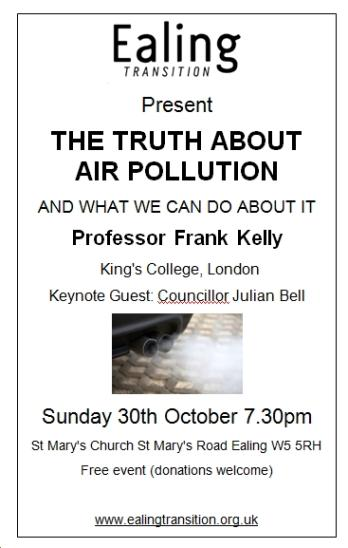 Ealing
TRANSITION
Present
THE TRUTH ABOUT
AIR POLLUTION
AND WHAT WE CAN DO ABOUT IT
Professor Frank Kelly
King's College, London
Keynote Guest: Councillor Julian Bell
Sunday 30th October 7.30pm
St Mary's Church St Mary's Road Ealing W5 5RH
Free event (donations welcome)
www.ealingtransition.org.uk